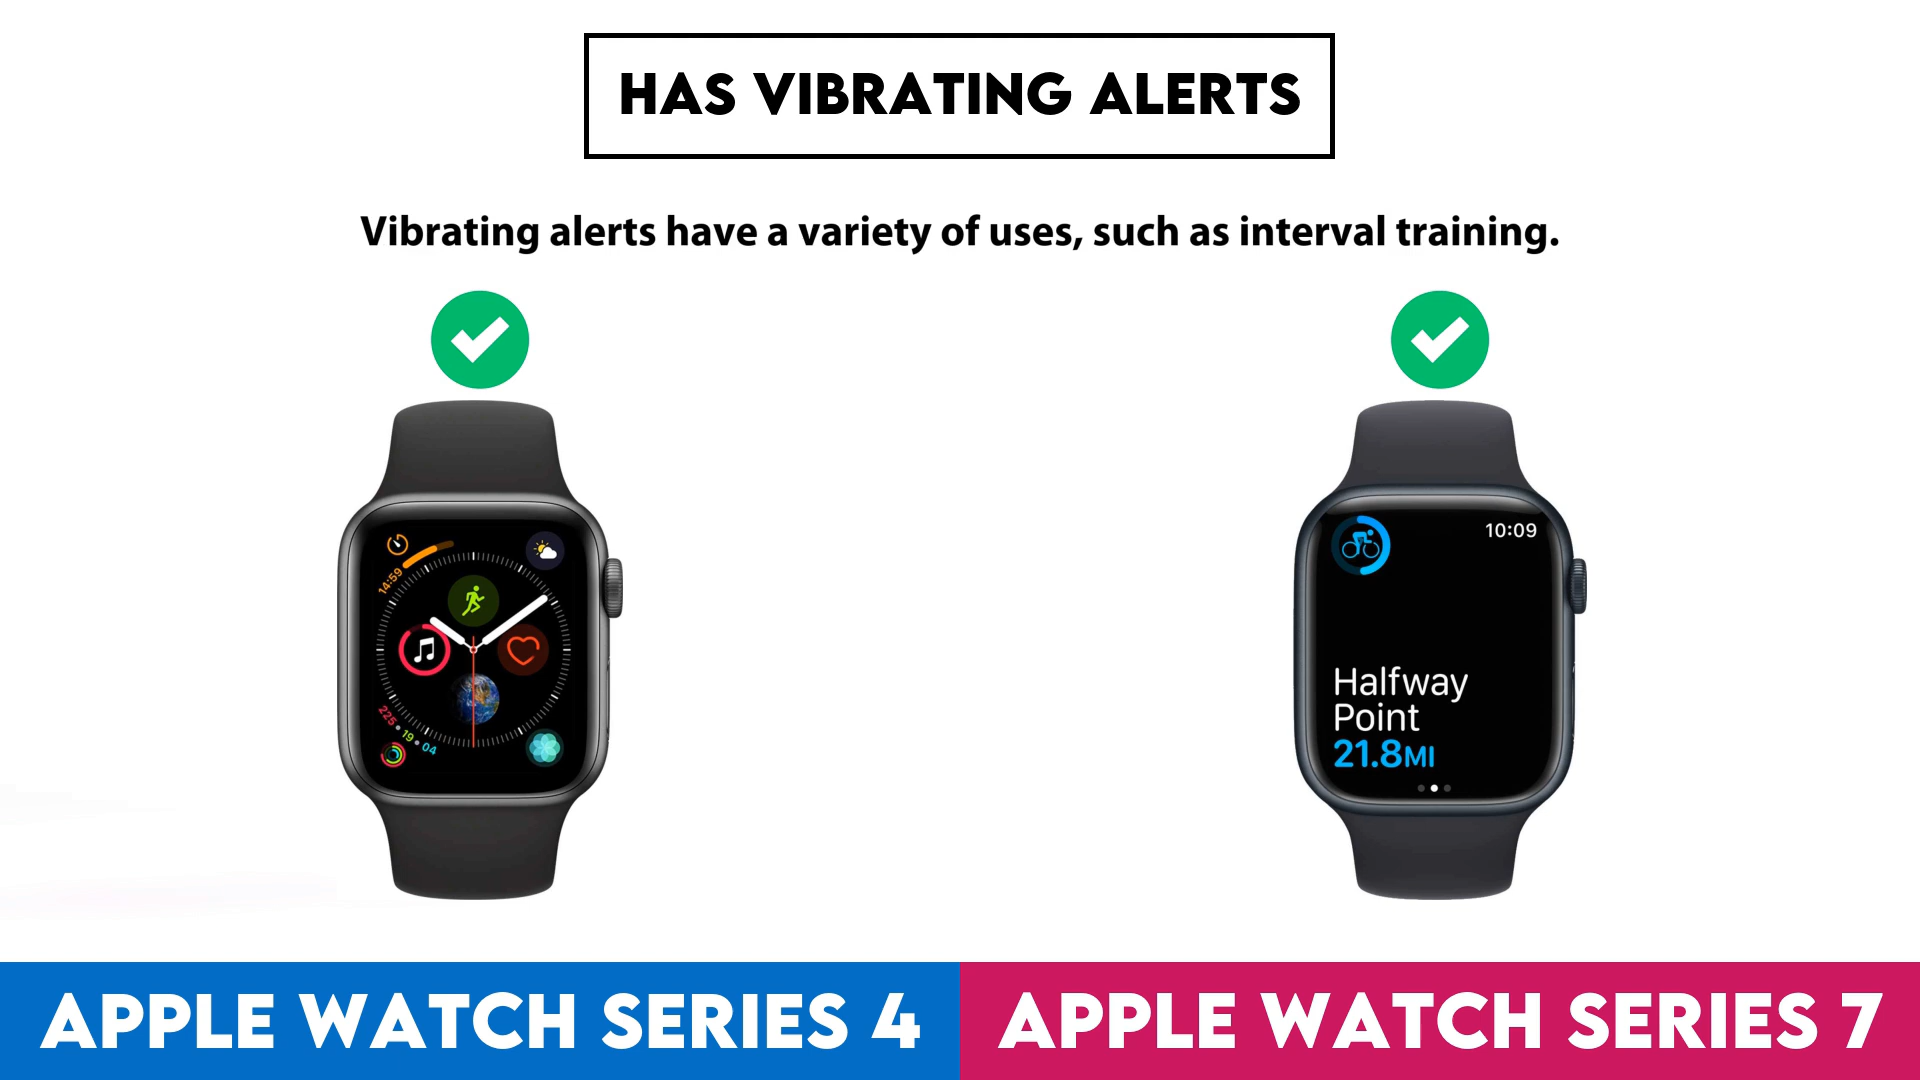 HAS VIBRATING ALERTS
Vibrating alerts have a variety of uses, such as interval training.
14:59
225 • 19 • 04
10:09
Halfway
Point
21.8MI
APPLE WATCH SERIES 4
APPLE WATCH SERIES 7